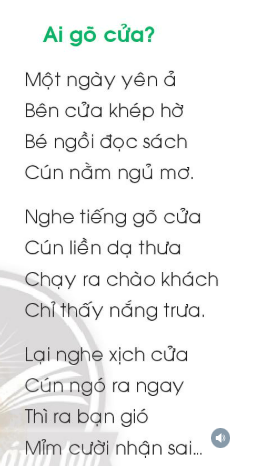 Ai gõ cửa?
Một ngày yên ả
Bên cửa khép hờ
Bé ngồi đọc sách
Cún nằm ngủ mơ.
Nghe tiếng gõ cửa
Cún liền dạ thưa
Chạy ra chào khách
Chỉ thấy nắng trưa.
Lại nghe xịch cửa
Cún ngó ra ngay
Thì ra bạn gió
Mỉm cười nhận sai...